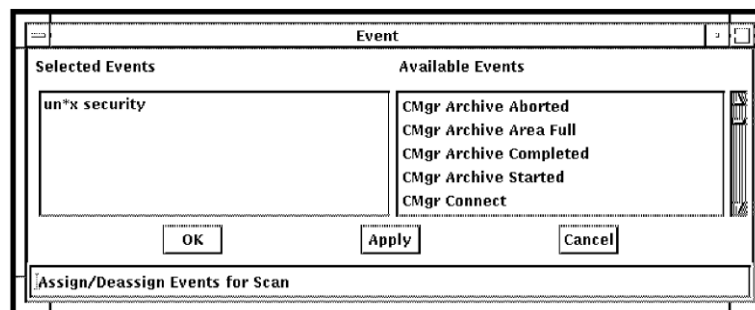 Event
Selected Events
Available Events
un*x security
CMgr Archive Aborted
CMgr Archive Area Full
CMgr Archive Completed
CMgr Archive Started
CMgr Connect
OK
Apply
Cancel
Assign/Deassign Events for Scan